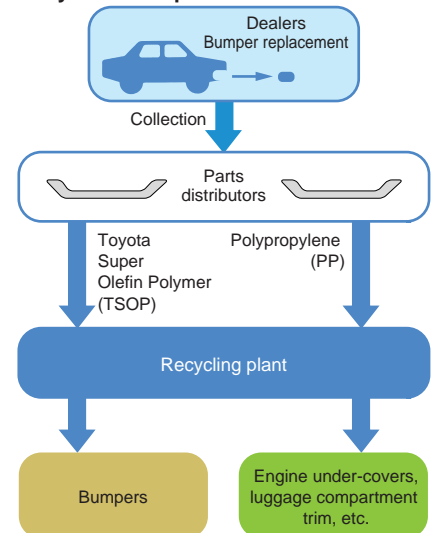 Dealers
Bumper replacement
Collection
Parts
distributors
Toyota
Super
Olefin Polymer
(TSOP)
Polypropylene
(PP)
Recycling plant
Bumpers
Engine under-covers,
luggage compartment
trim, etc.